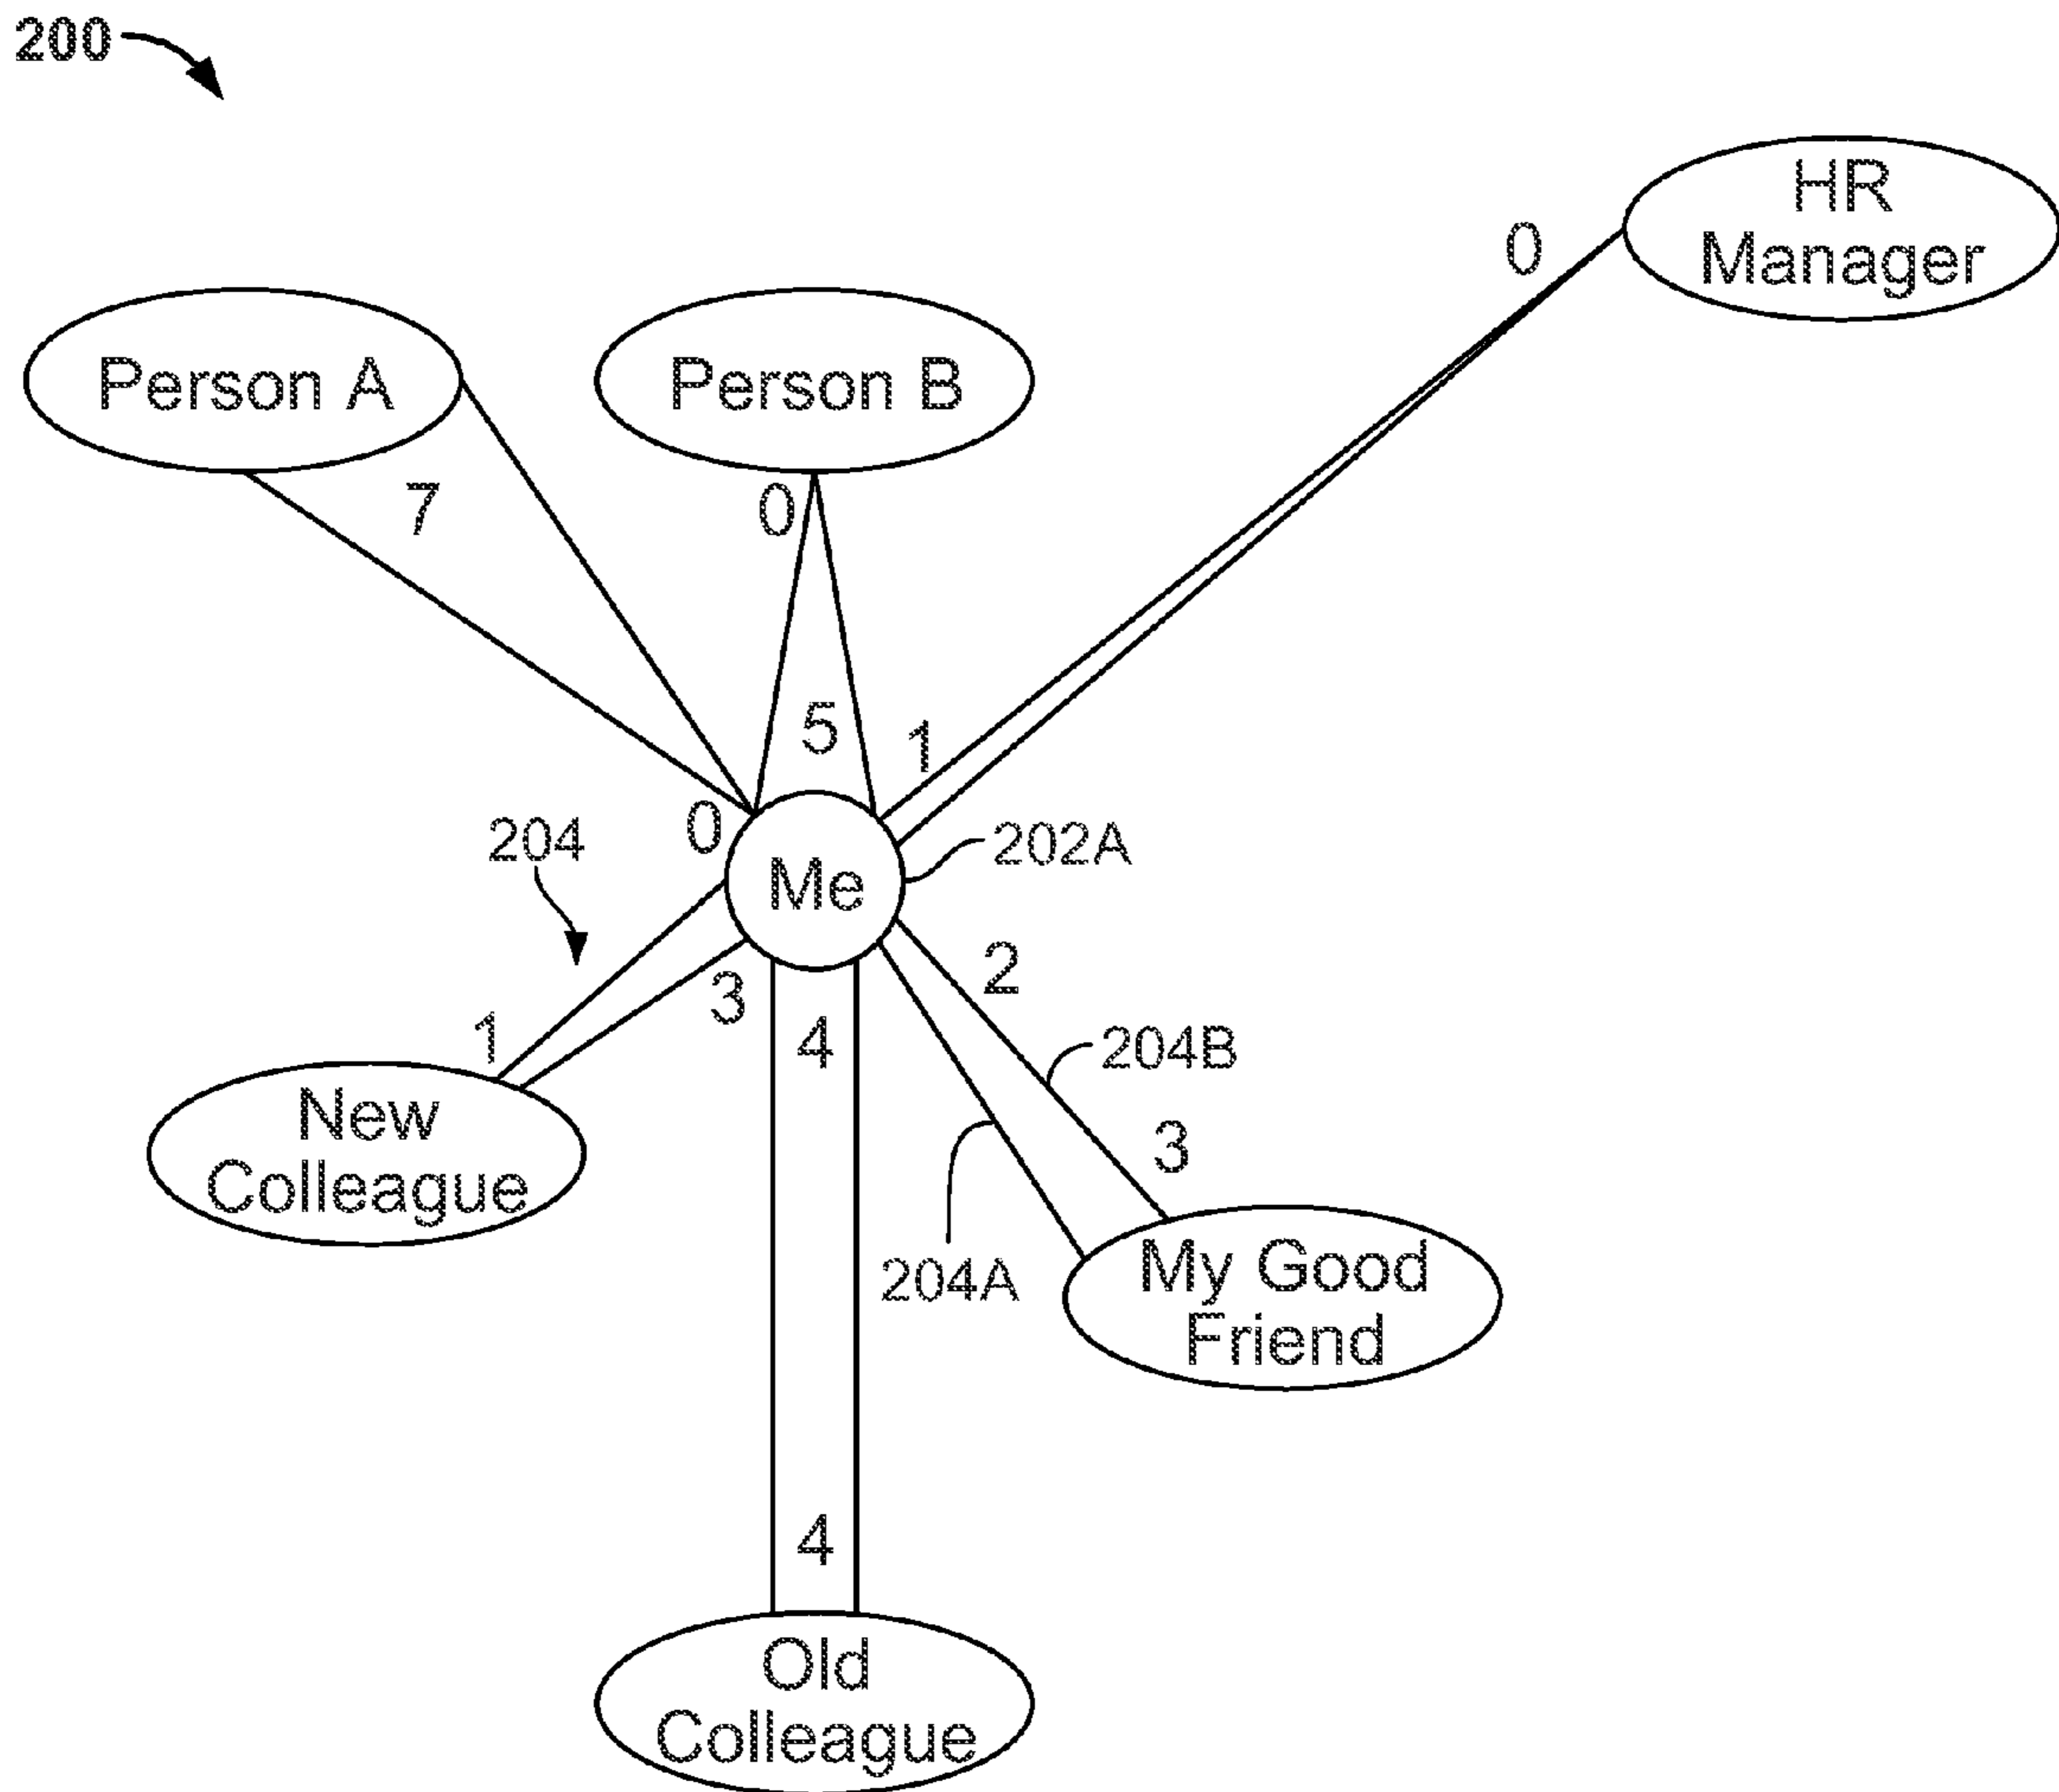 200
HR
Manager
0
Person A
Person B
7
0
5
1
0
204
Me
202A
3
2
1
4
204B
New
Colleague
3
204A
My Good
Friend
4
Old
Colleague